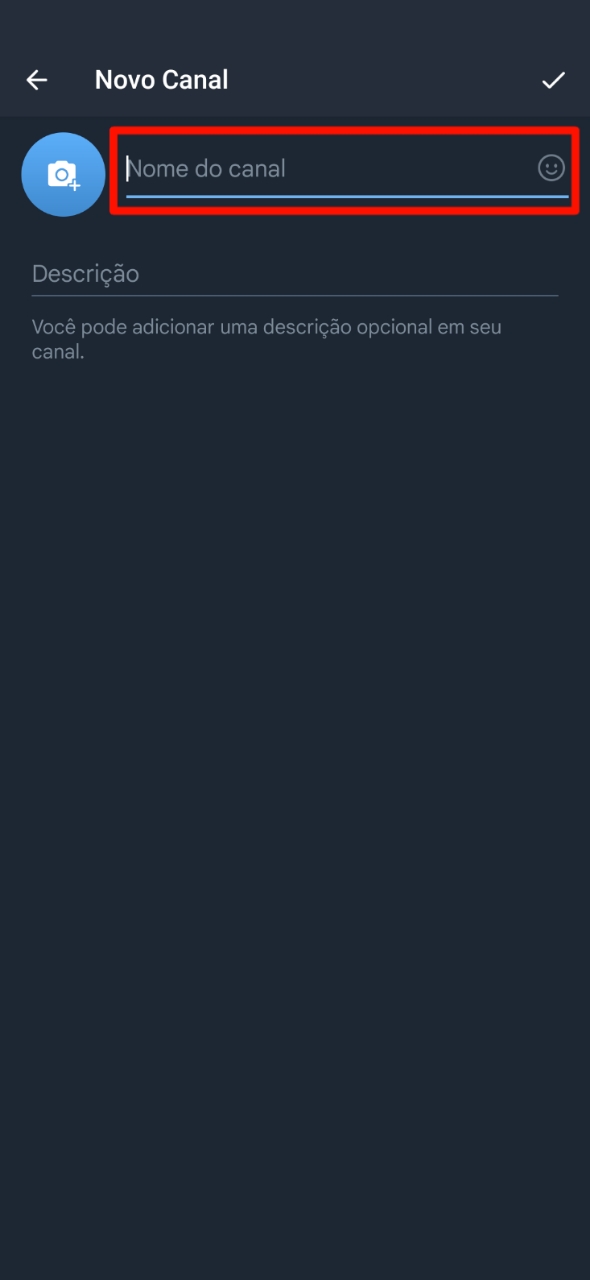 Novo Canal
Nome do canal
Descrição
Você pode adicionar uma descrição opcional em seu
canal.